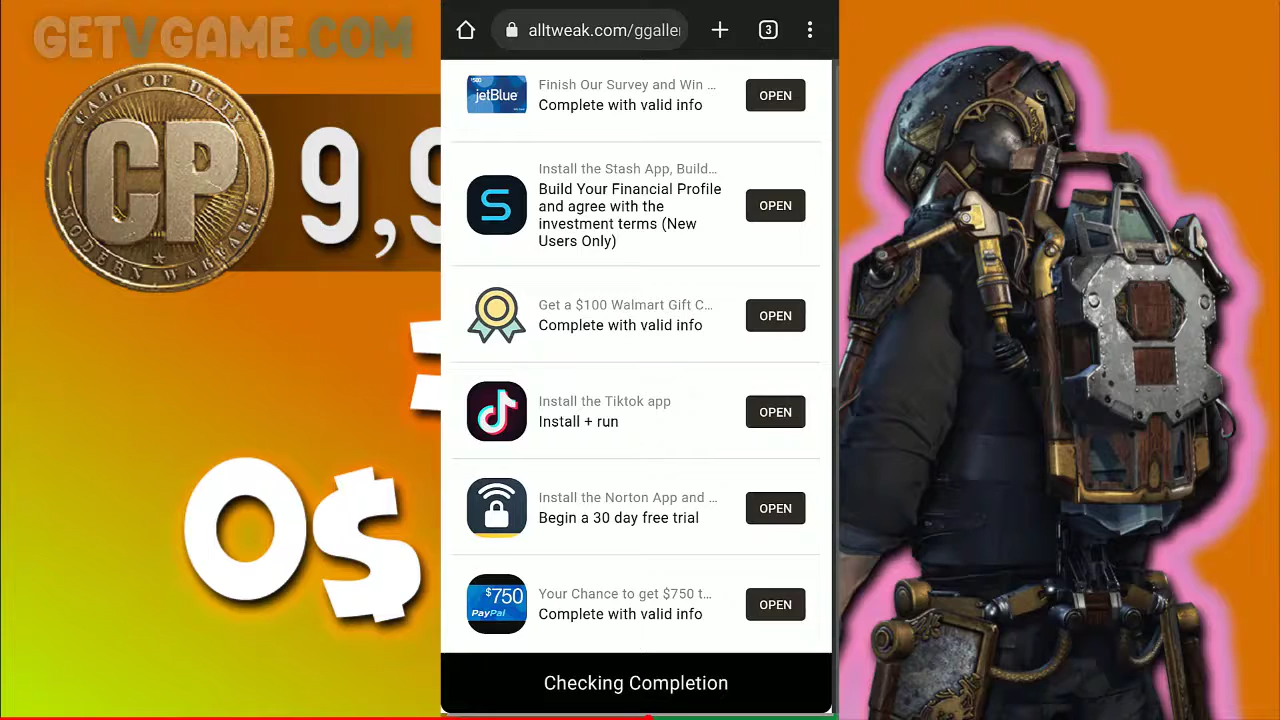 GETVGAME.COM
CALL OF DUTY
CP
MODERN WARFARE
9,9
=
0$
alltweak.com/ggaller
3
$500
jetBlue
Finish Our Survey and Win ...
Complete with valid info
OPEN
S
Install the Stash App, Build...
Build Your Financial Profile
and agree with the
investment terms (New
Users Only)
OPEN
Get a $100 Walmart Gift C...
Complete with valid info
OPEN
Install the Tiktok app
Install + run
OPEN
Install the Norton App and ...
Begin a 30 day free trial
OPEN
$750
PayPal
Your Chance to get $750 t...
Complete with valid info
OPEN
Checking Completion